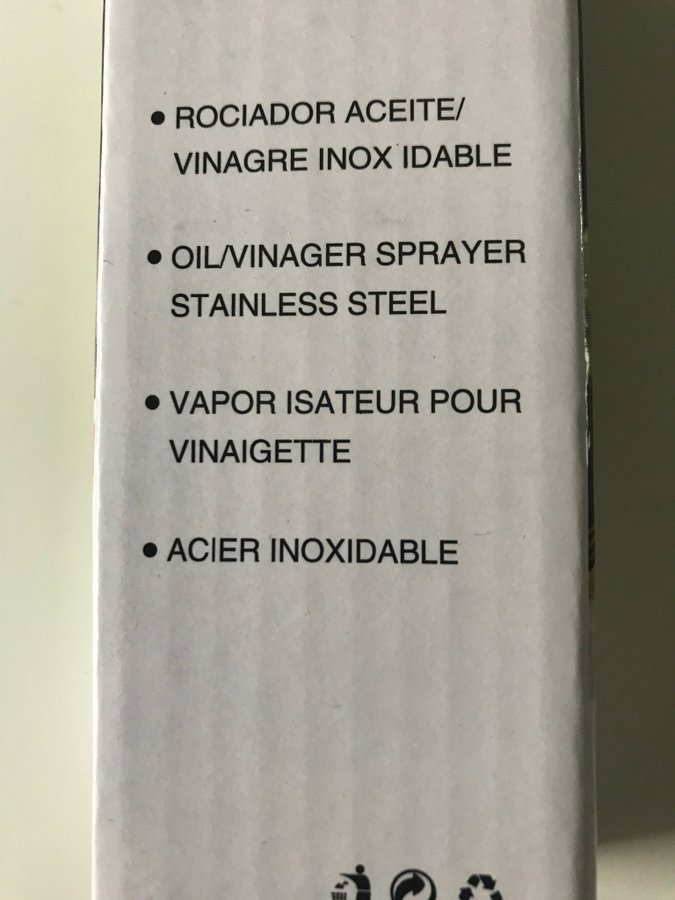 • ROCIADOR ACEITE/
VINAGRE INOX IDABLE
• OIL/VINAGER SPRAYER
STAINLESS STEEL
• VAPOR ISATEUR POUR
VINAIGETTE
• ACIER INOXIDABLE